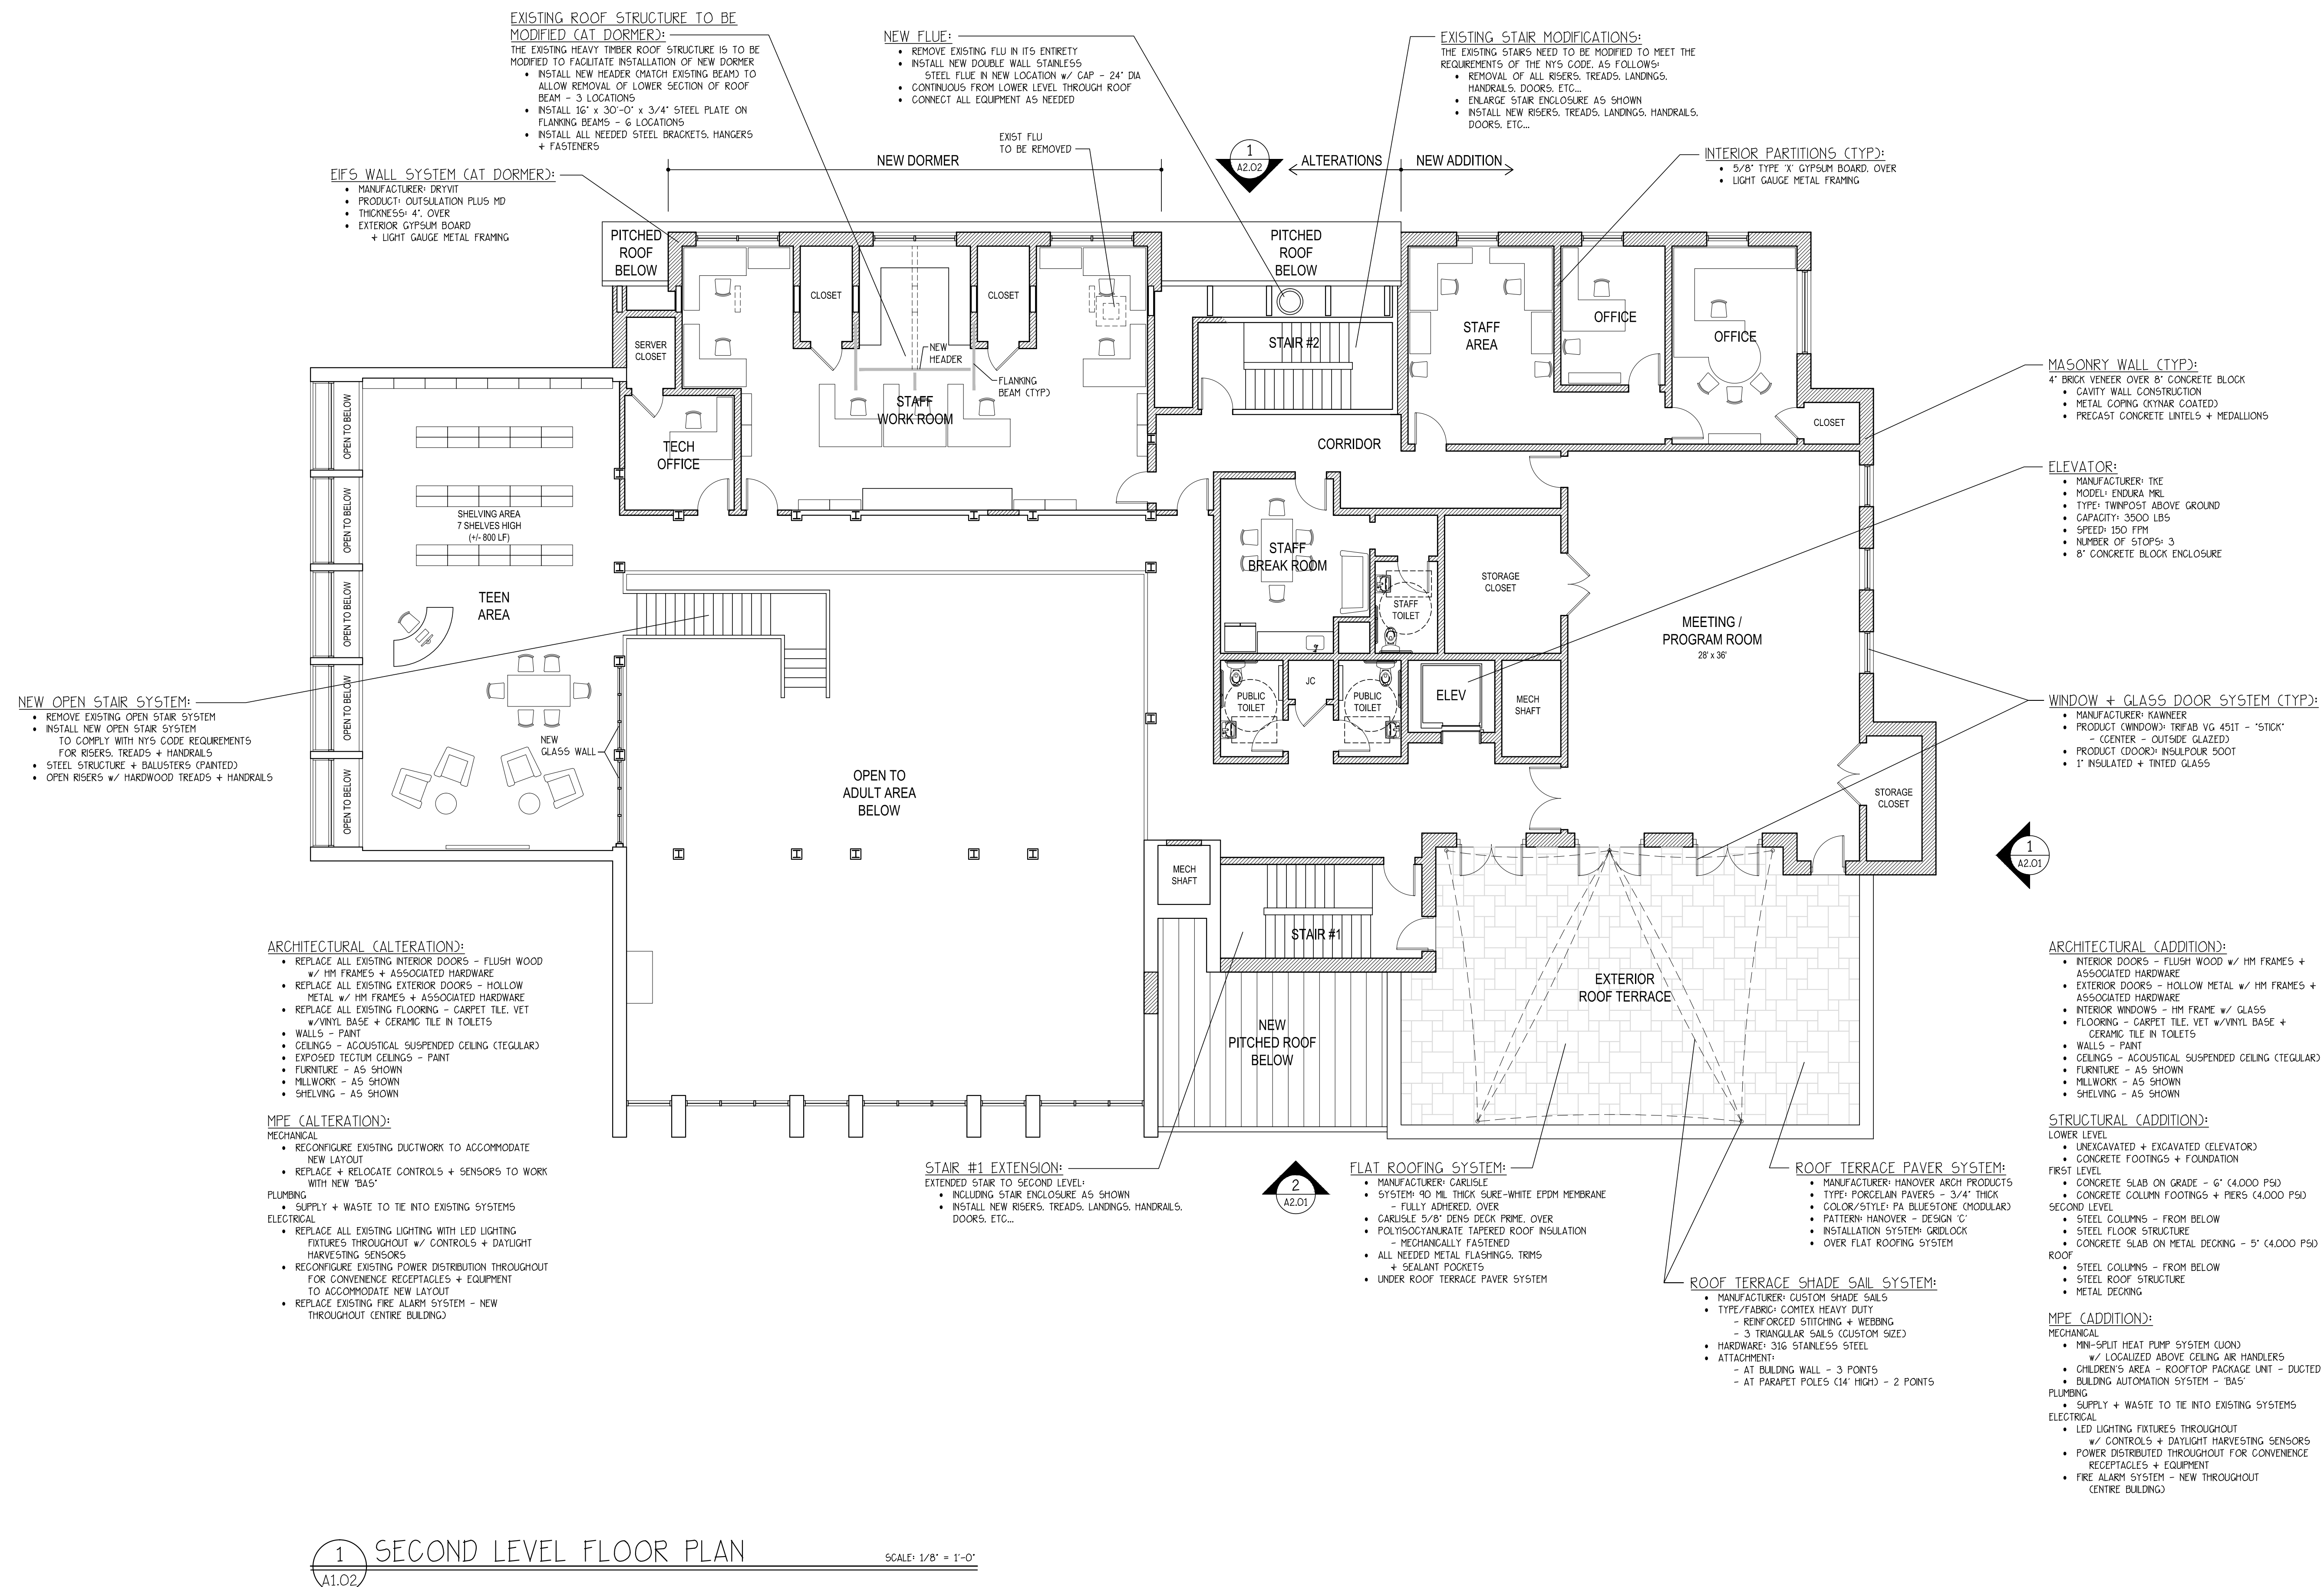 EXISTING ROOF STRUCTURE TO BE
MODIFIED (AT DORMER):
THE EXISTING HEAVY TIMBER ROOF STRUCTURE IS TO BE
MODIFIED TO FACILITATE INSTALLATION OF NEW DORMER
• INSTALL NEW HEADER (MATCH EXISTING BEAM) TO
ALLOW REMOVAL OF LOWER SECTION OF ROOF
BEAM - 3 LOCATIONS
• INSTALL 16" x 30'-0" x 3/4" STEEL PLATE ON
FLANKING BEAMS - 6 LOCATIONS
• INSTALL ALL NEEDED STEEL BRACKETS, HANGERS
+ FASTENERS
NEW FLUE:
• REMOVE EXISTING FLU IN ITS ENTIRETY
• INSTALL NEW DOUBLE WALL STAINLESS
STEEL FLUE IN NEW LOCATION w/ CAP - 24" DIA
• CONTINUOUS FROM LOWER LEVEL THROUGH ROOF
• CONNECT ALL EQUIPMENT AS NEEDED
EXISTING STAIR MODIFICATIONS:
THE EXISTING STAIRS NEED TO BE MODIFIED TO MEET THE
REQUIREMENTS OF THE NYS CODE, AS FOLLOWS:
• REMOVAL OF ALL RISERS, TREADS, LANDINGS,
HANDRAILS, DOORS, ETC...
• ENLARGE STAIR ENCLOSURE AS SHOWN
• INSTALL NEW RISERS, TREADS, LANDINGS, HANDRAILS,
DOORS, ETC...
EXIST FLU
TO BE REMOVED
NEW DORMER
1
A2.02
ALTERATIONS
NEW ADDITION
INTERIOR PARTITIONS (TYP):
• 5/8" TYPE 'X' GYPSUM BOARD, OVER
• LIGHT GAUGE METAL FRAMING
EIFS WALL SYSTEM (AT DORMER):
• MANUFACTURER: DRYVIT
• PRODUCT: OUTSULATION PLUS MD
• THICKNESS: 4", OVER
• EXTERIOR GYPSUM BOARD
+ LIGHT GAUGE METAL FRAMING
PITCHED
ROOF
BELOW
PITCHED
ROOF
BELOW
CLOSET
CLOSET
SERVER
CLOSET
NEW
HEADER
FLANKING
BEAM (TYP)
STAFF
WORK ROOM
TECH
OFFICE
STAIR #2
STAFF
AREA
OFFICE
OFFICE
CLOSET
CORRIDOR
MASONRY WALL (TYP):
4" BRICK VENEER OVER 8" CONCRETE BLOCK
• CAVITY WALL CONSTRUCTION
• METAL COPING (KYNAR COATED)
• PRECAST CONCRETE LINTELS + MEDALLIONS
ELEVATOR:
• MANUFACTURER: TKE
• MODEL: ENDURA MRL
• TYPE: TWINPOST ABOVE GROUND
• CAPACITY: 3500 LBS
• SPEED: 150 FPM
• NUMBER OF STOPS: 3
• 8" CONCRETE BLOCK ENCLOSURE
OPEN TO BELOW
OPEN TO BELOW
OPEN TO BELOW
OPEN TO BELOW
OPEN TO BELOW
SHELVING AREA
7 SHELVES HIGH
(+/- 800 LF)
TEEN
AREA
STAFF
BREAK ROOM
STAFF
TOILET
STORAGE
CLOSET
MEETING /
PROGRAM ROOM
28' x 36'
PUBLIC
TOILET
JC
PUBLIC
TOILET
ELEV
MECH
SHAFT
NEW OPEN STAIR SYSTEM:
• REMOVE EXISTING OPEN STAIR SYSTEM
• INSTALL NEW OPEN STAIR SYSTEM
TO COMPLY WITH NYS CODE REQUIREMENTS
FOR RISERS, TREADS + HANDRAILS
• STEEL STRUCTURE + BALUSTERS (PAINTED)
• OPEN RISERS w/ HARDWOOD TREADS + HANDRAILS
NEW
GLASS WALL
WINDOW + GLASS DOOR SYSTEM (TYP):
• MANUFACTURER: KAWNEER
• PRODUCT (WINDOW): TRIFAB VG 451T - "STICK"
- (CENTER - OUTSIDE GLAZED)
• PRODUCT (DOOR): INSULPOUR 500T
• 1" INSULATED + TINTED GLASS
OPEN TO
ADULT AREA
BELOW
STORAGE
CLOSET
MECH
SHAFT
STAIR #1
1
A2.01
EXTERIOR
ROOF TERRACE
NEW
PITCHED ROOF
BELOW
ARCHITECTURAL (ALTERATION):
• REPLACE ALL EXISTING INTERIOR DOORS - FLUSH WOOD
w/ HM FRAMES + ASSOCIATED HARDWARE
• REPLACE ALL EXISTING EXTERIOR DOORS - HOLLOW
METAL w/ HM FRAMES + ASSOCIATED HARDWARE
• REPLACE ALL EXISTING FLOORING - CARPET TILE, VET
w/VINYL BASE + CERAMIC TILE IN TOILETS
• WALLS - PAINT
• CEILINGS - ACOUSTICAL SUSPENDED CEILING (TEGULAR)
• EXPOSED TECTUM CEILINGS - PAINT
• FURNITURE - AS SHOWN
• MILLWORK - AS SHOWN
• SHELVING - AS SHOWN
MPE (ALTERATION):
MECHANICAL
• RECONFIGURE EXISTING DUCTWORK TO ACCOMMODATE
NEW LAYOUT
• REPLACE + RELOCATE CONTROLS + SENSORS TO WORK
WITH NEW "BAS"
PLUMBING
• SUPPLY + WASTE TO TIE INTO EXISTING SYSTEMS
ELECTRICAL
• REPLACE ALL EXISTING LIGHTING WITH LED LIGHTING
FIXTURES THROUGHOUT w/ CONTROLS + DAYLIGHT
HARVESTING SENSORS
• RECONFIGURE EXISTING POWER DISTRIBUTION THROUGHOUT
FOR CONVENIENCE RECEPTACLES + EQUIPMENT
TO ACCOMMODATE NEW LAYOUT
• REPLACE EXISTING FIRE ALARM SYSTEM - NEW
THROUGHOUT (ENTIRE BUILDING)
STAIR #1 EXTENSION:
EXTENDED STAIR TO SECOND LEVEL:
• INCLUDING STAIR ENCLOSURE AS SHOWN
• INSTALL NEW RISERS, TREADS, LANDINGS, HANDRAILS,
DOORS, ETC...
2
A2.01
FLAT ROOFING SYSTEM:
• MANUFACTURER: CARLISLE
• SYSTEM: 90 MIL THICK SURE-WHITE EPDM MEMBRANE
- FULLY ADHERED, OVER
• CARLISLE 5/8" DENS DECK PRIME, OVER
• POLYISOCYANURATE TAPERED ROOF INSULATION
- MECHANICALLY FASTENED
• ALL NEEDED METAL FLASHINGS, TRIMS
+ SEALANT POCKETS
• UNDER ROOF TERRACE PAVER SYSTEM
ROOF TERRACE PAVER SYSTEM:
• MANUFACTURER: HANOVER ARCH PRODUCTS
• TYPE: PORCELAIN PAVERS - 3/4" THICK
• COLOR/STYLE: PA BLUESTONE (MODULAR)
• PATTERN: HANOVER - DESIGN 'C'
• INSTALLATION SYSTEM: GRIDLOCK
• OVER FLAT ROOFING SYSTEM
ROOF TERRACE SHADE SAIL SYSTEM:
• MANUFACTURER: CUSTOM SHADE SAILS
• TYPE/FABRIC: COMTEX HEAVY DUTY
- REINFORCED STITCHING + WEBBING
- 3 TRIANGULAR SAILS (CUSTOM SIZE)
• HARDWARE: 316 STAINLESS STEEL
• ATTACHMENT:
- AT BUILDING WALL - 3 POINTS
- AT PARAPET POLES (14' HIGH) - 2 POINTS
ARCHITECTURAL (ADDITION):
• INTERIOR DOORS - FLUSH WOOD w/ HM FRAMES +
ASSOCIATED HARDWARE
• EXTERIOR DOORS - HOLLOW METAL w/ HM FRAMES +
ASSOCIATED HARDWARE
• INTERIOR WINDOWS - HM FRAME w/ GLASS
• FLOORING - CARPET TILE, VET w/VINYL BASE +
CERAMIC TILE IN TOILETS
• WALLS - PAINT
• CEILINGS - ACOUSTICAL SUSPENDED CEILING (TEGULAR)
• FURNITURE - AS SHOWN
• MILLWORK - AS SHOWN
• SHELVING - AS SHOWN
STRUCTURAL (ADDITION):
LOWER LEVEL
• UNEXCAVATED + EXCAVATED (ELEVATOR)
• CONCRETE FOOTINGS + FOUNDATION
FIRST LEVEL
• CONCRETE SLAB ON GRADE - 6" (4,000 PSI)
• CONCRETE COLUMN FOOTINGS + PIERS (4,000 PSI)
SECOND LEVEL
• STEEL COLUMNS - FROM BELOW
• STEEL FLOOR STRUCTURE
• CONCRETE SLAB ON METAL DECKING - 5" (4,000 PSI)
ROOF
• STEEL COLUMNS - FROM BELOW
• STEEL ROOF STRUCTURE
• METAL DECKING
MPE (ADDITION):
MECHANICAL
• MINI-SPLIT HEAT PUMP SYSTEM (UON)
w/ LOCALIZED ABOVE CEILING AIR HANDLERS
• CHILDREN'S AREA - ROOFTOP PACKAGE UNIT - DUCTED
• BUILDING AUTOMATION SYSTEM - 'BAS'
PLUMBING
• SUPPLY + WASTE TO TIE INTO EXISTING SYSTEMS
ELECTRICAL
• LED LIGHTING FIXTURES THROUGHOUT
w/ CONTROLS + DAYLIGHT HARVESTING SENSORS
• POWER DISTRIBUTED THROUGHOUT FOR CONVENIENCE
RECEPTACLES + EQUIPMENT
• FIRE ALARM SYSTEM - NEW THROUGHOUT
(ENTIRE BUILDING)
1
A1.02
SECOND LEVEL FLOOR PLAN
SCALE: 1/8" = 1'-0"